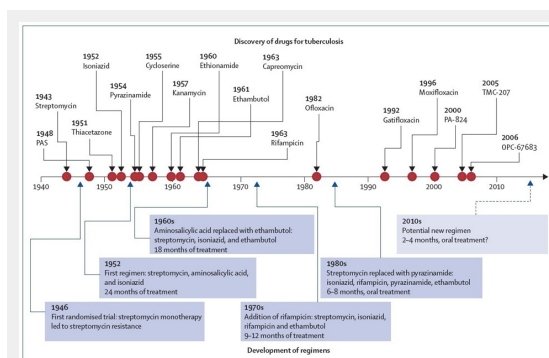 Discovery of drugs for tuberculosis
1943
Streptomycin
1948
PAS
1951
Thiacetazone
1952
Isoniazid
1954
Pyrazinamide
1955
Cycloserine
1957
Kanamycin
1960
Ethionamide
1961
Ethambutol
1963
Capreomycin
1963
Rifampicin
1982
Ofloxacin
1992
Gatifloxacin
1996
Moxifloxacin
2000
PA-824
2005
TMC-207
2006
OPC-67683
1940
1950
1960
1970
1980
1990
2000
2010
1960s
Aminosalicylic acid replaced with ethambutol:
streptomycin, isoniazid, and ethambutol
18 months of treatment
2010s
Potential new regimen
2–4 months, oral treatment?
1952
First regimen: streptomycin, aminosalicylic acid,
and isoniazid
24 months of treatment
1980s
Streptomycin replaced with pyrazinamide:
isoniazid, rifampicin, pyrazinamide, ethambutol
6–8 months, oral treatment
1946
First randomised trial: streptomycin monotherapy
led to streptomycin resistance
1970s
Addition of rifampicin: streptomycin, isoniazid,
rifampicin and ethambutol
9–12 months of treatment
Development of regimens